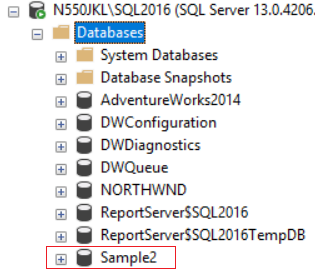 N550JKL\SQL2016 (SQL Server 13.0.4206.
Databases
System Databases
Database Snapshots
AdventureWorks2014
DWConfiguration
DWDiagnostics
DWQueue
NORTHWND
ReportServer$SQL2016
ReportServer$SQL2016TempDB
Sample2